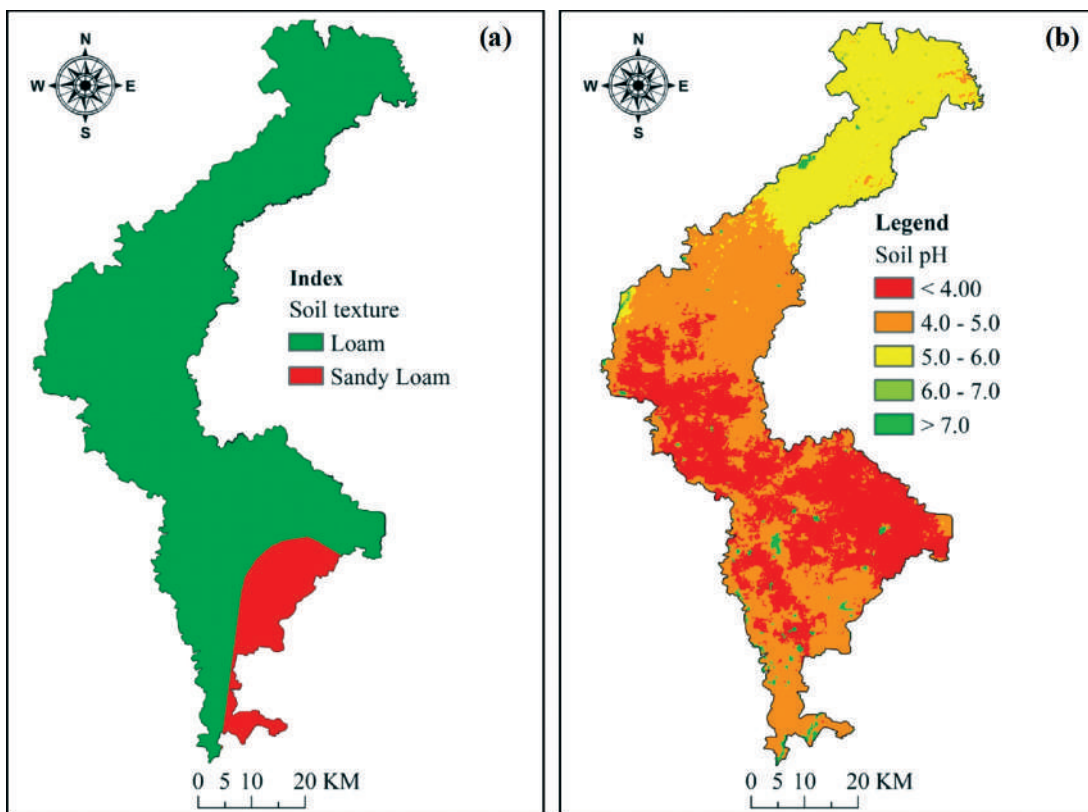 (a)
N
W E
S
Index
Soil texture
Loam
Sandy Loam
0 5 10 20 KM
(b)
N
W E
S
Legend
Soil pH
< 4.00
4.0 - 5.0
5.0 - 6.0
6.0 - 7.0
> 7.0
0 5 10 20 KM